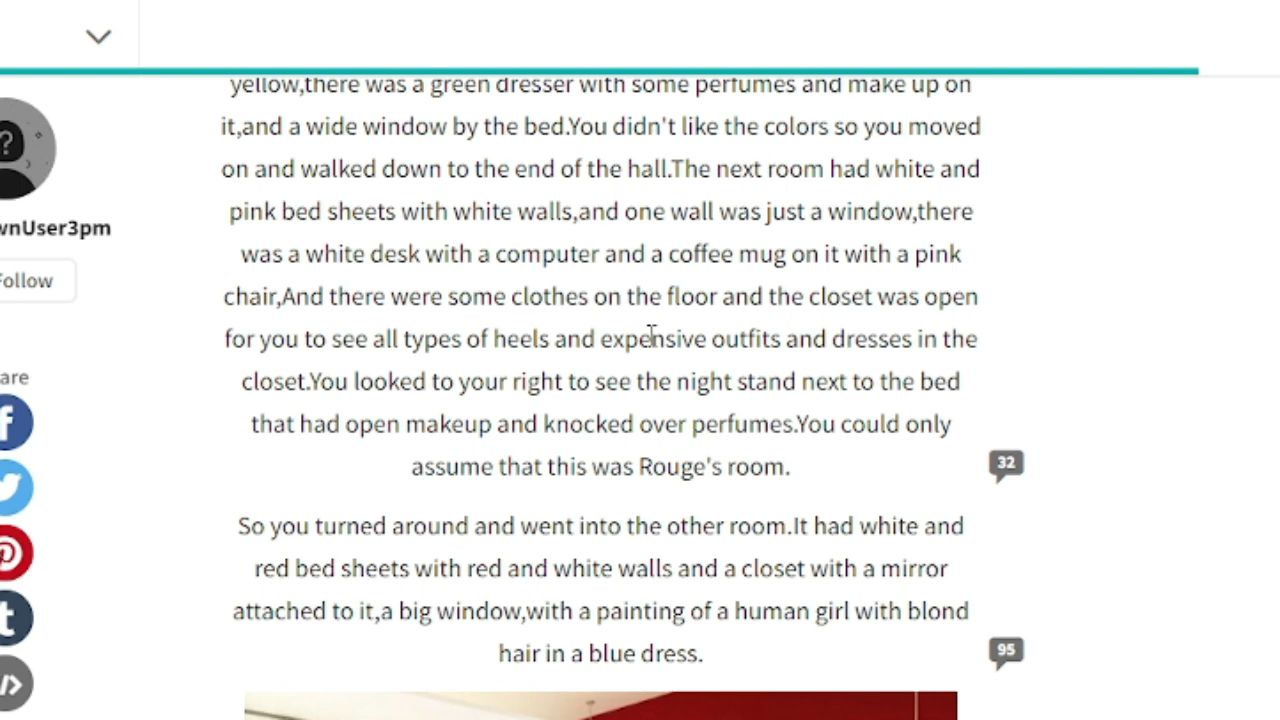 yellow,there was a green dresser with some perfumes and make up on
it,and a wide window by the bed.You didn't like the colors so you moved
on and walked down to the end of the hall.The next room had white and
pink bed sheets with white walls,and one wall was just a window,there
was a white desk with a computer and a coffee mug on it with a pink
chair,And there were some clothes on the floor and the closet was open
for you to see all types of heels and expensive outfits and dresses in the
closet.You looked to your right to see the night stand next to the bed
that had open makeup and knocked over perfumes.You could only
assume that this was Rouge's room.
32
So you turned around and went into the other room.It had white and
red bed sheets with red and white walls and a closet with a mirror
attached to it,a big window,with a painting of a human girl with blond
hair in a blue dress.
95
wnUser3pm
Follow
are